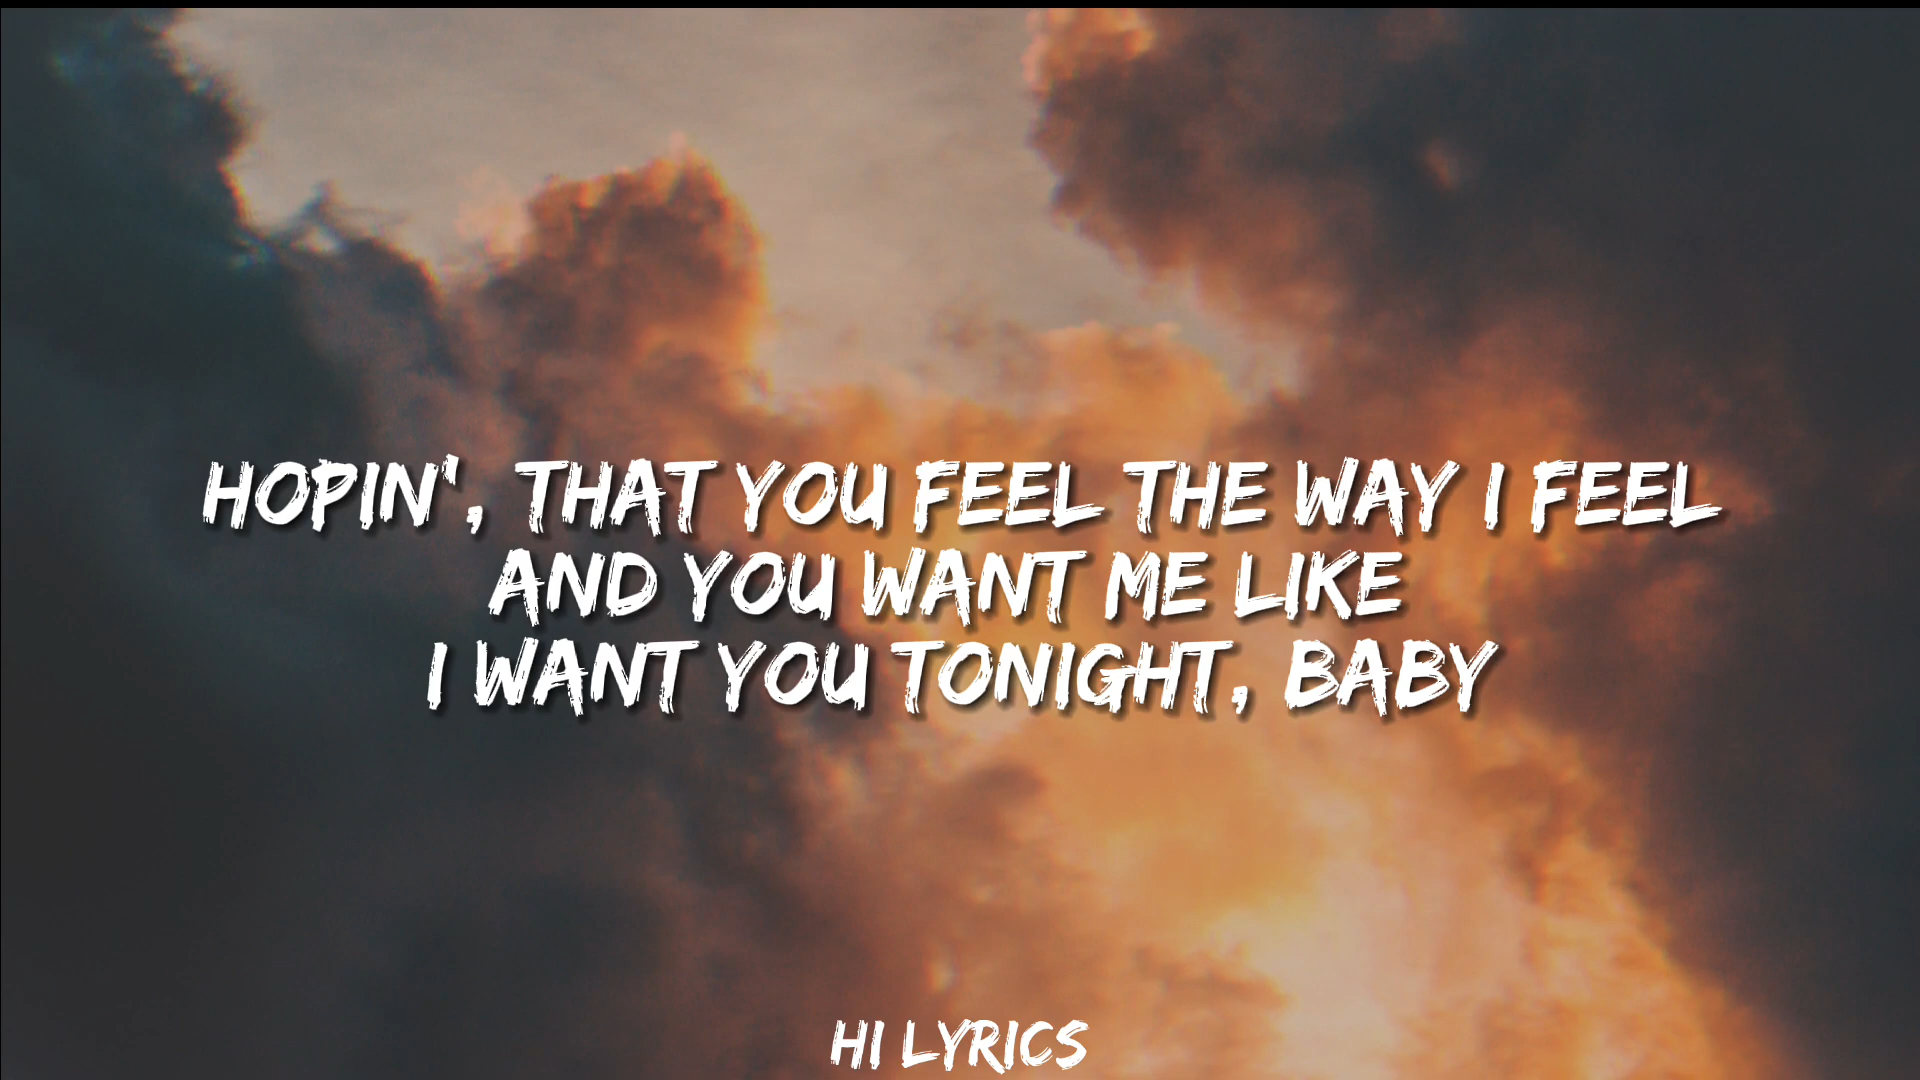 HOPIN', THAT YOU FEEL THE WAY I FEEL
AND YOU WANT ME LIKE
I WANT YOU TONIGHT, BABY
HI LYRICS